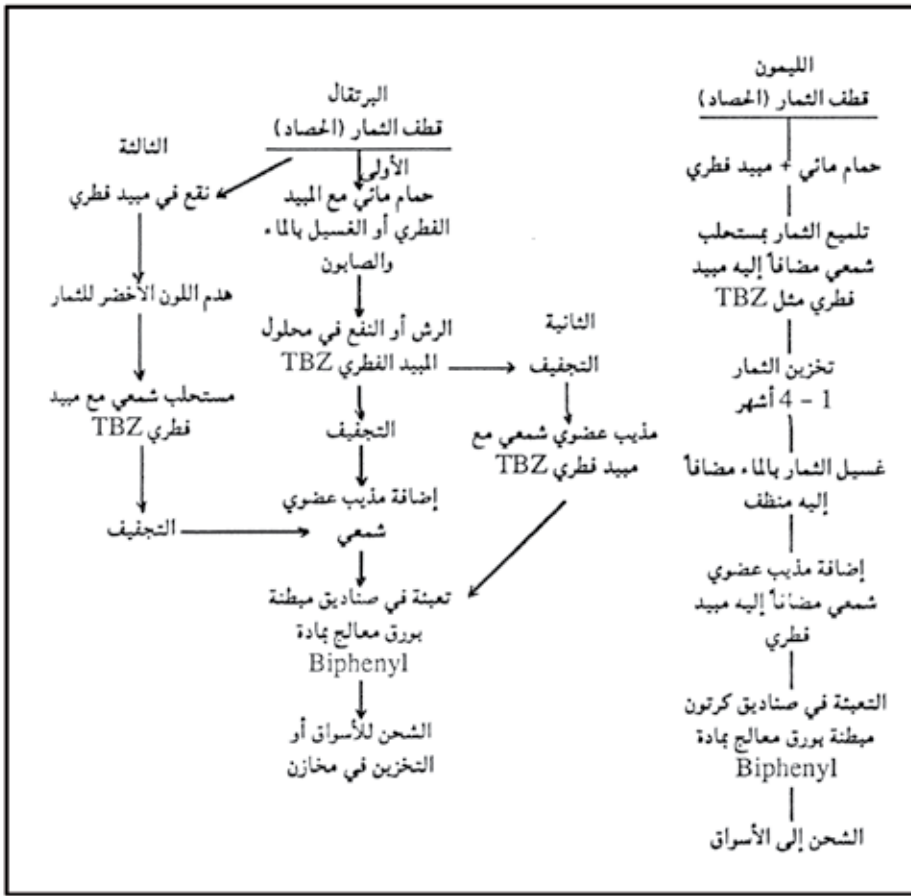 الليمون
قطف الثمار (الحصاد)
حمام مائي + مبيد فطري
تلميع الثمار بمستحلب
شمعي مضافاً إليه مبيد
فطري مثل TBZ
تخزين الثمار
1 – 4 أشهر
غسيل الثمار بالماء مضافاً
إليه منظف
إضافة مذيب عضوي
شمعي مضافاً إليه مبيد
فطري
التعبئة في صناديق كرتون
مبطنة بورق معالج بمادة
Biphenyl
الشحن إلى الأسواق
البرتقال
قطف الثمار (الحصاد)
الأولى
حمام مائي مع المبيد
الفطري أو الغسيل بالماء
والصابون
الرش أو النقع في محلول
المبيد الفطري TBZ
التجفيف
إضافة مذيب عضوي
شمعي
تعبئة في صناديق مبطنة
بورق معالج بمادة
Biphenyl
الشحن للأسواق أو
التخزين في مخازن
الثانية
التجفيف
مذيب عضوي شمعي مع
مبيد فطري TBZ
الثالثة
نقع في مبيد فطري
هدم اللون الأخضر للثمار
مستحلب شمعي مع مبيد
فطري TBZ
التجفيف